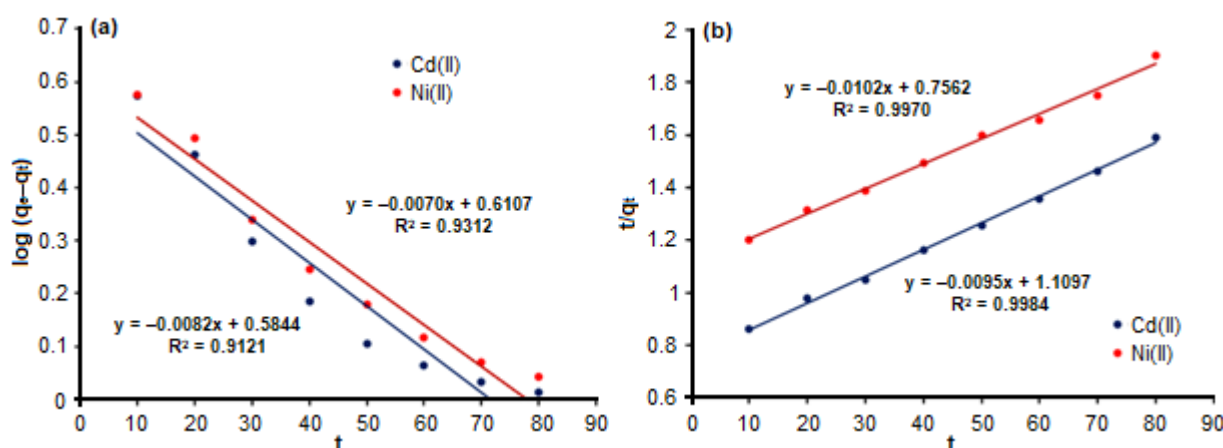 (a)
0.7
0.6
0.5
0.4
0.3
0.2
0.1
0
log (qe–qt)
Cd(II)
Ni(II)
y = –0.0070x + 0.6107
R² = 0.9312
y = –0.0082x + 0.5844
R² = 0.9121
0 10 20 30 40 50 60 70 80 90
t
(b)
2
1.8
1.6
1.4
1.2
1
0.8
0.6
t/qt
y = –0.0102x + 0.7562
R² = 0.9970
y = –0.0095x + 1.1097
R² = 0.9984
Cd(II)
Ni(II)
0 10 20 30 40 50 60 70 80 90
t